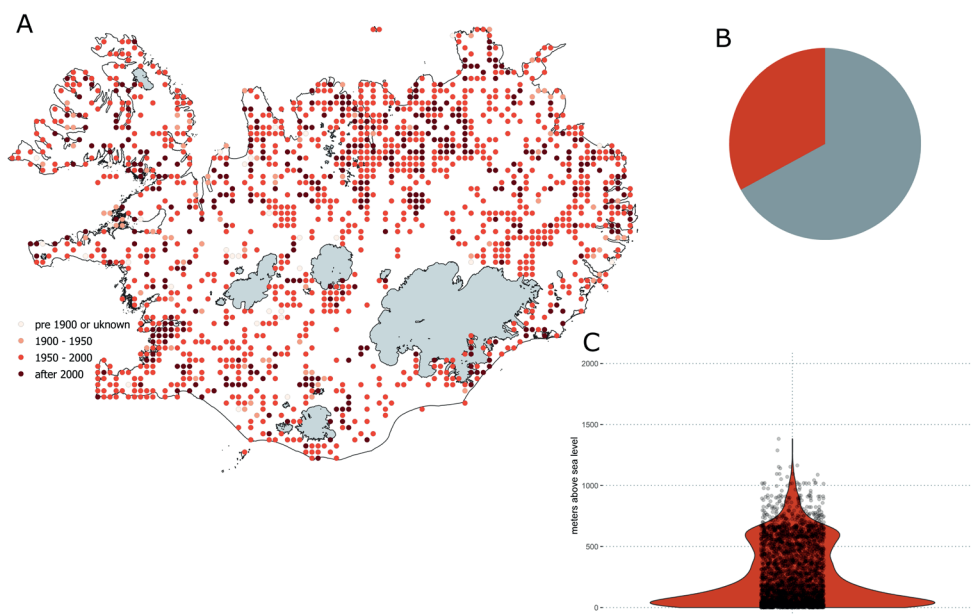 A
B
pre 1900 or uknown
1900 - 1950
1950 - 2000
after 2000
C
meters above sea level
2000
1500
1000
500
0